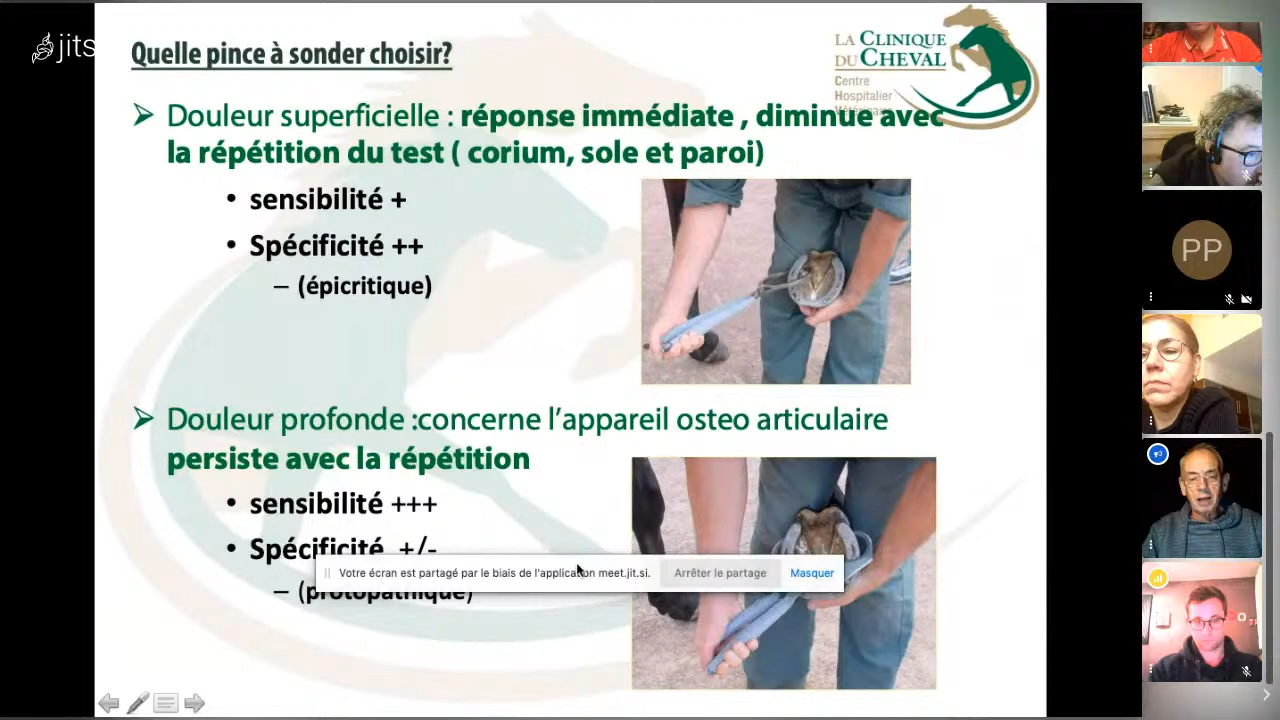 jits
Quelle pince à sonder choisir?
LA CLINIQUE
DU CHEVAL
Centre
Hospitalier
Vétérinaire
➢ Douleur superficielle : réponse immédiate , diminue avec
la répétition du test ( corium, sole et paroi)
• sensibilité +
• Spécificité ++
– (épicritique)
PP
➢ Douleur profonde :concerne l'appareil osteo articulaire
persiste avec la répétition
• sensibilité +++
• Spécificité +/-
Votre écran est partagé par le biais de l'application meet.jit.si.
Arrêter le partage
Masquer
– (protopathique)